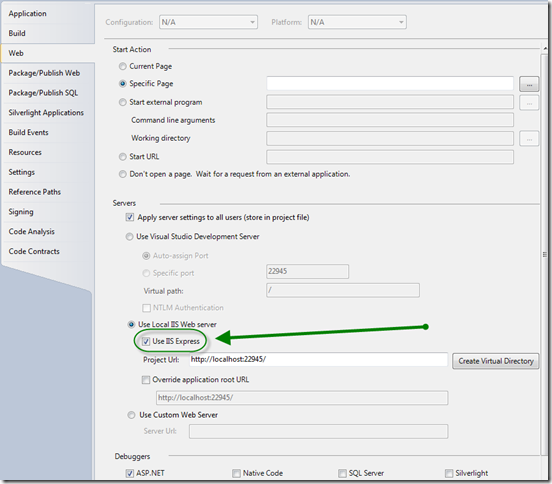 Application
Build
Web
Package/Publish Web
Package/Publish SQL
Silverlight Applications
Build Events
Resources
Settings
Reference Paths
Signing
Code Analysis
Code Contracts
Configuration: N/A Platform: N/A
Start Action
Current Page
Specific Page ...
Start external program ...
Command line arguments
Working directory ...
Start URL
Don't open a page. Wait for a request from an external application.
Servers
Apply server settings to all users (store in project file)
Use Visual Studio Development Server
Auto-assign Port
Specific port 22945
Virtual path: /
NTLM Authentication
Use Local IIS Web server
Use IIS Express
Project Url: http://localhost:22945/ Create Virtual Directory
Override application root URL
http://localhost:22945/
Use Custom Web Server
Server Url:
Debuggers
ASP.NET Native Code SQL Server Silverlight